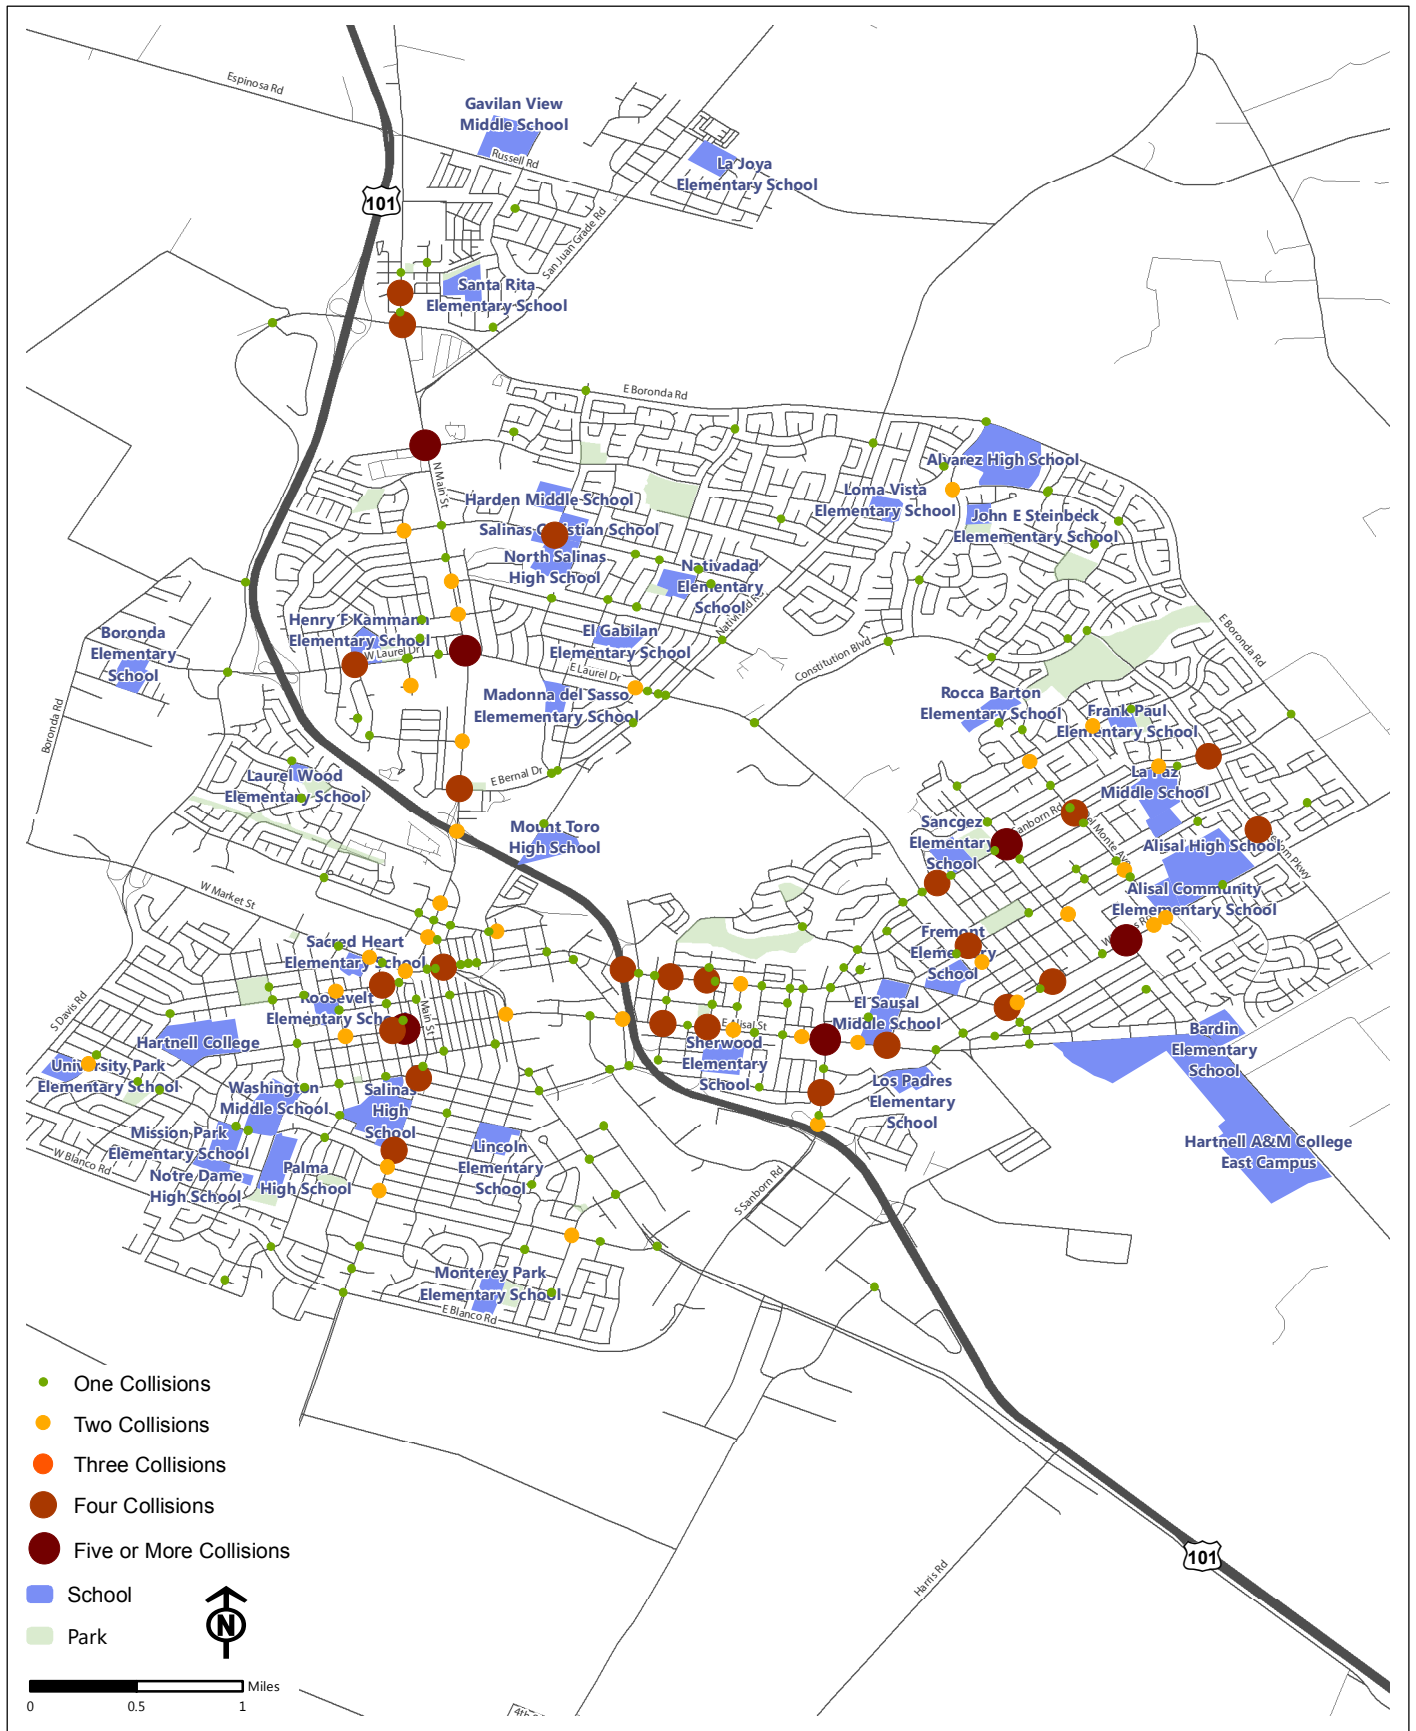 Espinosa Rd
Gavilan View
Middle School
Russell Rd
La Joya
Elementary School
101
San Juan Grade Rd
Santa Rita
Elementary School
E Boronda Rd
N Main St
Alvarez High School
Harden Middle School
Loma Vista
Elementary School
John E Steinbeck
Elemementary School
North Salinas
High School
Nativadad
Elementary
School
Henry F Kammann
Elementary School
W Laurel Dr
El Gabilan
Elementary School
E Laurel Dr
Constitution Blvd
E Boronda Rd
Boronda
Elementary
School
Boronda Rd
Madonna del Sasso
Elemementary School
Rocca Barton
Elementary School
Frank Paul
Elementary School
Laurel Wood
Elementary School
E Bernal Dr
La Paz
Middle School
Mount Toro
High School
Sancgez
Elementary
School
Sanborn Rd
Alisal High School
W Market St
Alisal Community
Elemementary School
Sacred Heart
Elementary School
Fremont
Elementary
School
S Davis Rd
Roosevelt
Main St
El Sausal
Middle School
Hartnell College
Sherwood
Elementary
School
Bardin
Elementary
School
University Park
Elementary School
Washington
Middle School
Salinas
High
School
Los Padres
Elementary
School
Mission Park
Elementary School
W Blanco Rd
Notre Dame
High School
Palma
High School
Lincoln
Elementary
School
Hartnell A&M College
East Campus
S Sanborn Rd
Monterey Park
Elementary School
E Blanco Rd
One Collisions
Two Collisions
Three Collisions
Four Collisions
Five or More Collisions
School
Park
N
Miles
0 0.5 1
101
Harris Rd